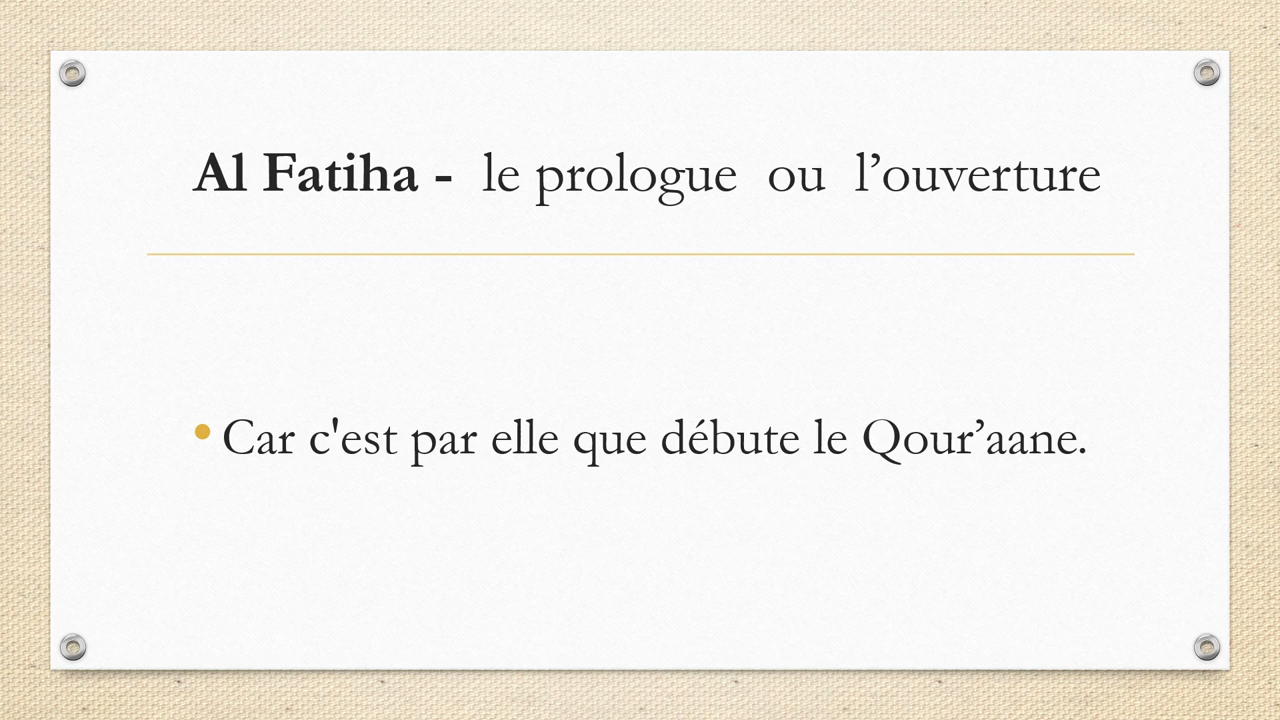 Al Fatiha - le prologue ou l’ouverture
• Car c'est par elle que débute le Qour’aane.